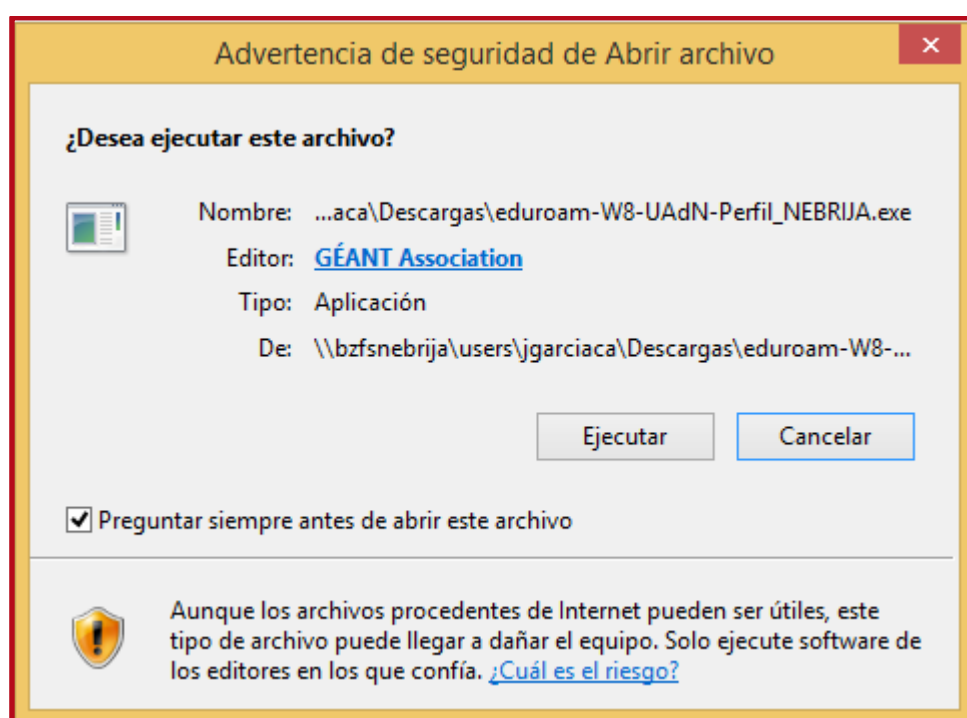 Advertencia de seguridad de Abrir archivo
¿Desea ejecutar este archivo?
Nombre: ...aca\Descargas\eduroam-W8-UAdN-Perfil_NEBRIJA.exe
Editor: GÉANT Association
Tipo: Aplicación
De: \\bzfsnebrija\users\jgarciaca\Descargas\eduroam-W8-...
Ejecutar Cancelar
Preguntar siempre antes de abrir este archivo
Aunque los archivos procedentes de Internet pueden ser útiles, este
tipo de archivo puede llegar a dañar el equipo. Solo ejecute software de
los editores en los que confía. ¿Cuál es el riesgo?